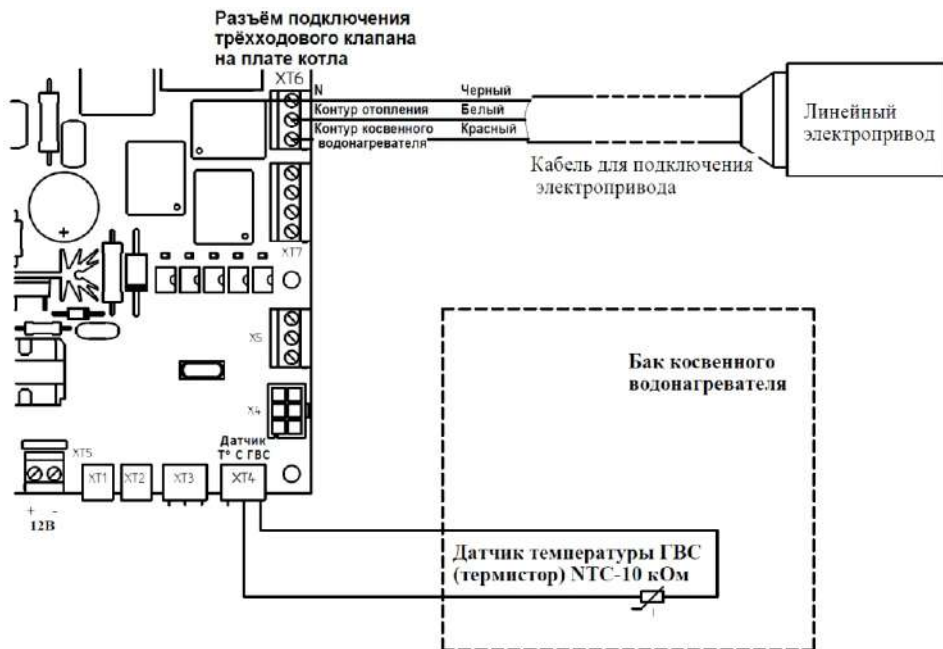 Разъём подключения
трёхходового клапана
на плате котла
XT6
N
Черный
Контур отопления
Белый
Контур косвенного
водонагревателя
Красный
Линейный
электропривод
Кабель для подключения
электропривода
XT7
X5
X4
Бак косвенного
водонагревателя
Датчик
T° С ГВС
XT5
XT1
XT2
XT3
XT4
+
+ -
12В
Датчик температуры ГВС
(термистор) NTC-10 кОм